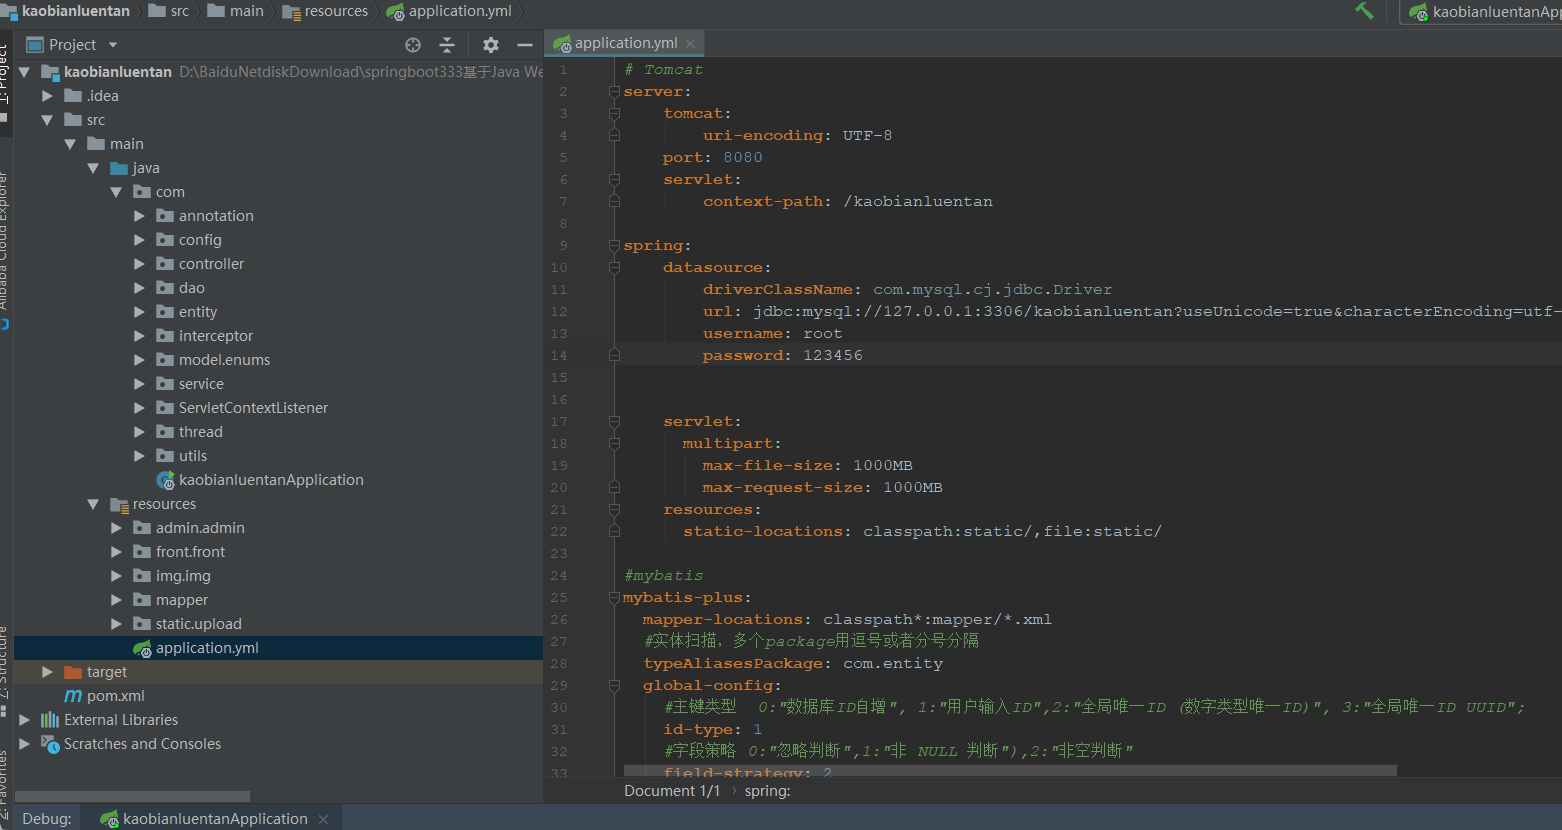 kaobianluentan src main resources application.yml
kaobianluentanApp
Project
application.yml
1: Project
Alibaba Cloud Explorer
7: Structure
2: Favorites
kaobianluentan D:\BaiduNetdiskDownload\springboot333基于Java We
.idea
src
main
java
com
annotation
config
controller
dao
entity
interceptor
model.enums
service
ServletContextListener
thread
utils
kaobianluentanApplication
resources
admin.admin
front.front
img.img
mapper
static.upload
application.yml
target
pom.xml
External Libraries
Scratches and Consoles
1 # Tomcat
2 server:
3 tomcat:
4 uri-encoding: UTF-8
5 port: 8080
6 servlet:
7 context-path: /kaobianluentan
8
9 spring:
10 datasource:
11 driverClassName: com.mysql.cj.jdbc.Driver
12 url: jdbc:mysql://127.0.0.1:3306/kaobianluentan?useUnicode=true&characterEncoding=utf-
13 username: root
14 password: 123456
15
16
17 servlet:
18 multipart:
19 max-file-size: 1000MB
20 max-request-size: 1000MB
21 resources:
22 static-locations: classpath:static/,file:static/
23
24 #mybatis
25 mybatis-plus:
26 mapper-locations: classpath*:mapper/*.xml
27 #实体扫描，多个package用逗号或者分号分隔
28 typeAliasesPackage: com.entity
29 global-config:
30 #主键类型  0:"数据库ID自增", 1:"用户输入ID",2:"全局唯一ID (数字类型唯一ID)", 3:"全局唯一ID UUID";
31 id-type: 1
32 #字段策略 0:"忽略判断",1:"非 NULL 判断"),2:"非空判断"
33 field-strategy: 2
Document 1/1 › spring:
Debug: kaobianluentanApplication